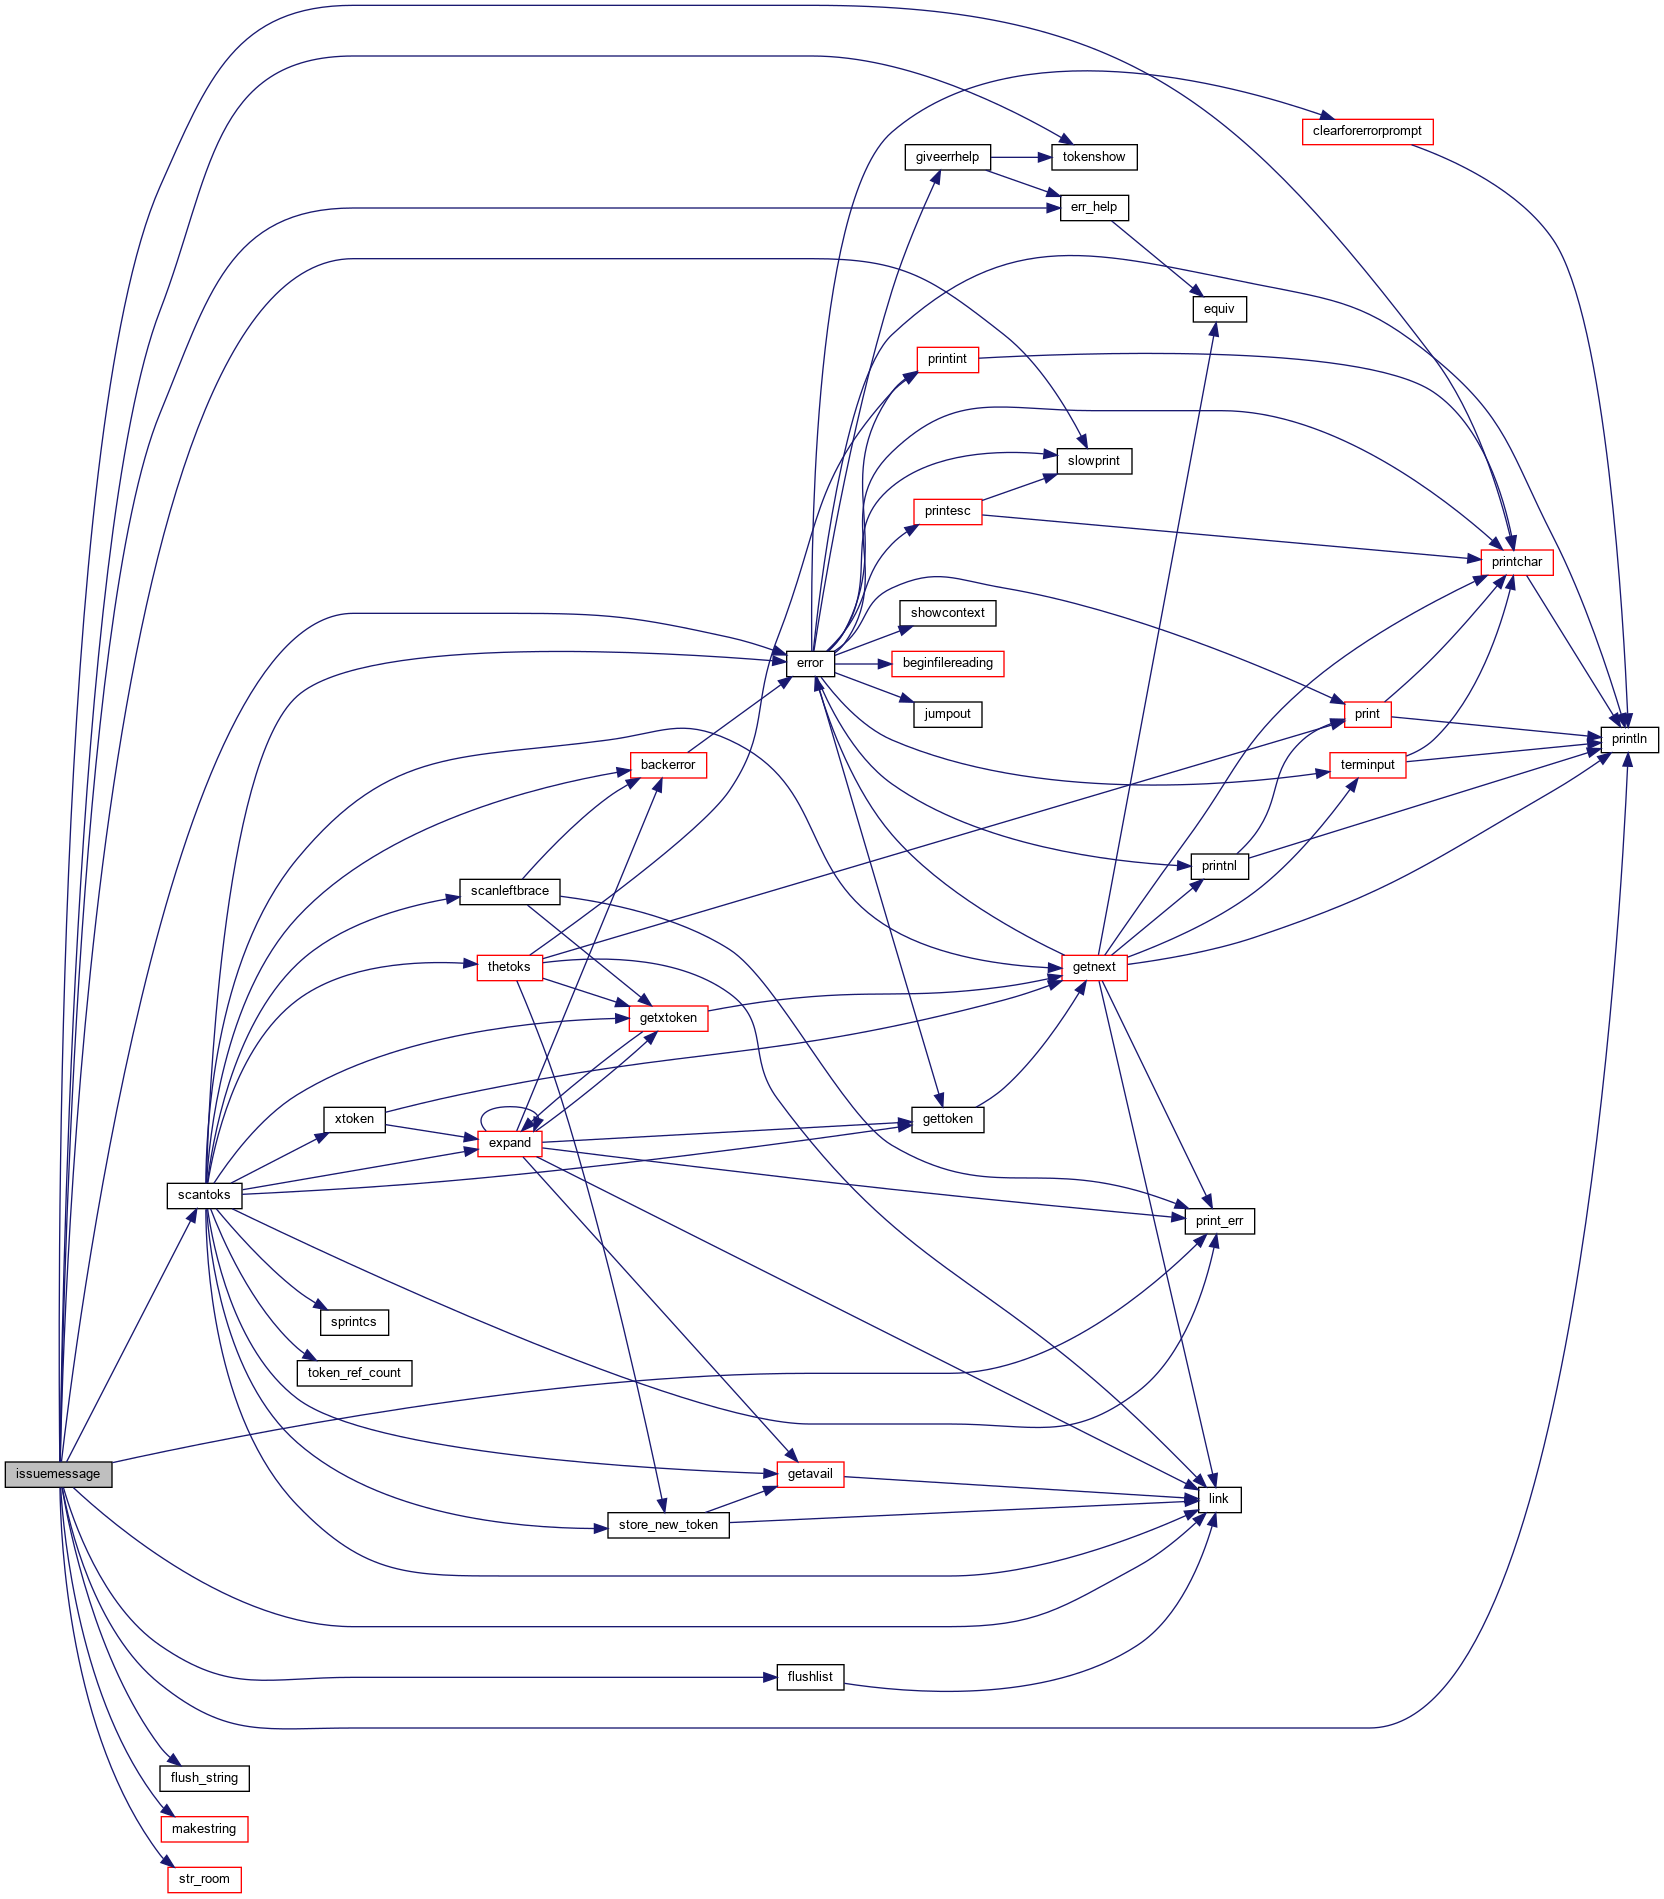 clearforerrorprompt
giveerrhelp
tokenshow
err_help
equiv
printint
slowprint
printesc
printchar
showcontext
error
beginfilereading
jumpout
print
println
backerror
terminput
printnl
scanleftbrace
thetoks
getnext
getxtoken
xtoken
gettoken
expand
scantoks
print_err
sprintcs
token_ref_count
issuemessage
getavail
link
store_new_token
flushlist
flush_string
makestring
str_room